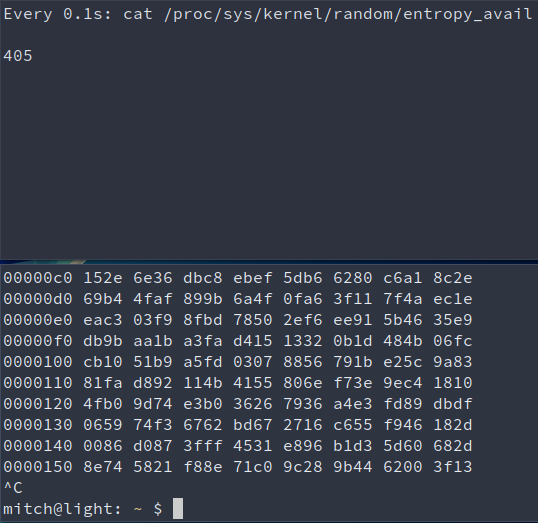 Every 0.1s: cat /proc/sys/kernel/random/entropy_avail
405
00000c0 152e 6e36 dbc8 ebef 5db6 6280 c6a1 8c2e
00000d0 69b4 4faf 899b 6a4f 0fa6 3f11 7f4a ec1e
00000e0 eac3 03f9 8fbd 7850 2ef6 ee91 5b46 35e9
00000f0 db9b aa1b a3fa d415 1332 0b1d 484b 06fc
0000100 cb10 51b9 a5fd 0307 8856 791b e25c 9a83
0000110 81fa d892 114b 4155 806e f73e 9ec4 1810
0000120 4fb0 9d74 e3b0 3626 7936 a4e3 fd89 dbdf
0000130 0659 74f3 6762 bd67 2716 c655 f946 182d
0000140 0086 d087 3fff 4531 e896 b1d3 5d60 682d
0000150 8e74 5821 f88e 71c0 9c28 9b44 6200 3f13
^C
mitch@light: ~ $